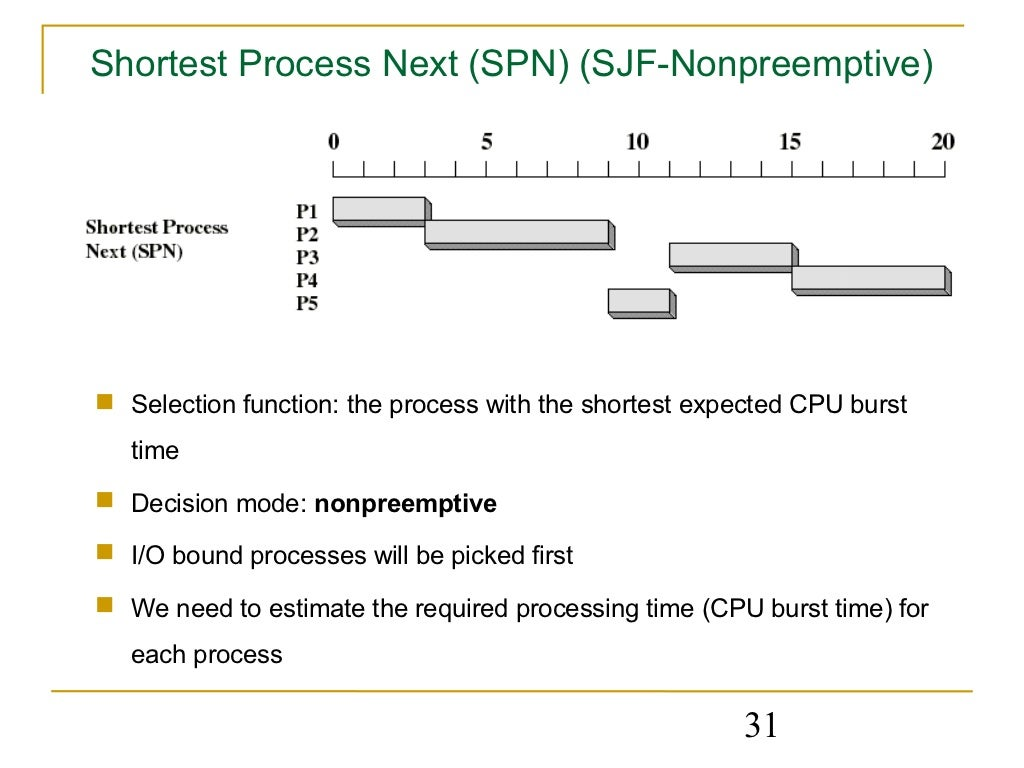 Shortest Process Next (SPN) (SJF-Nonpreemptive)
0 5 10 15 20
Shortest Process
Next (SPN)
P1
P2
P3
P4
P5
Selection function: the process with the shortest expected CPU burst
time
Decision mode: nonpreemptive
I/O bound processes will be picked first
We need to estimate the required processing time (CPU burst time) for
each process
31